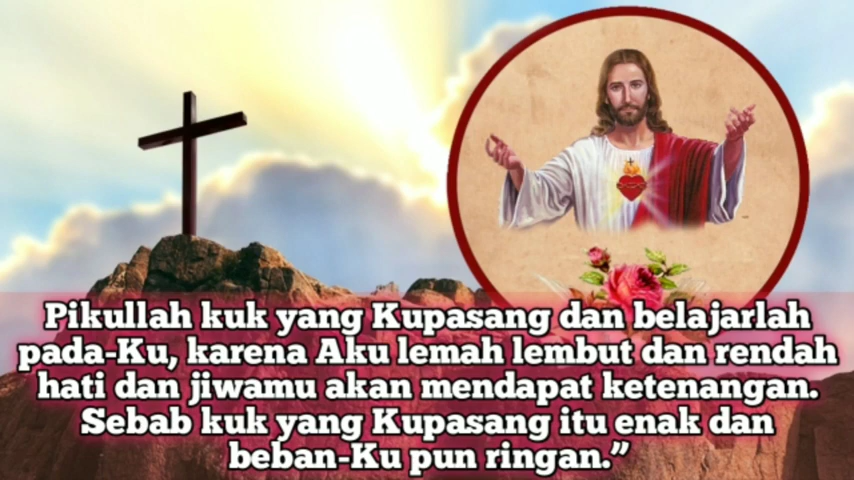 Pikullah kuk yang Kupasang dan belajarlah
pada-Ku, karena Aku lemah lembut dan rendah
hati dan jiwamu akan mendapat ketenangan.
Sebab kuk yang Kupasang itu enak dan
beban-Ku pun ringan.”